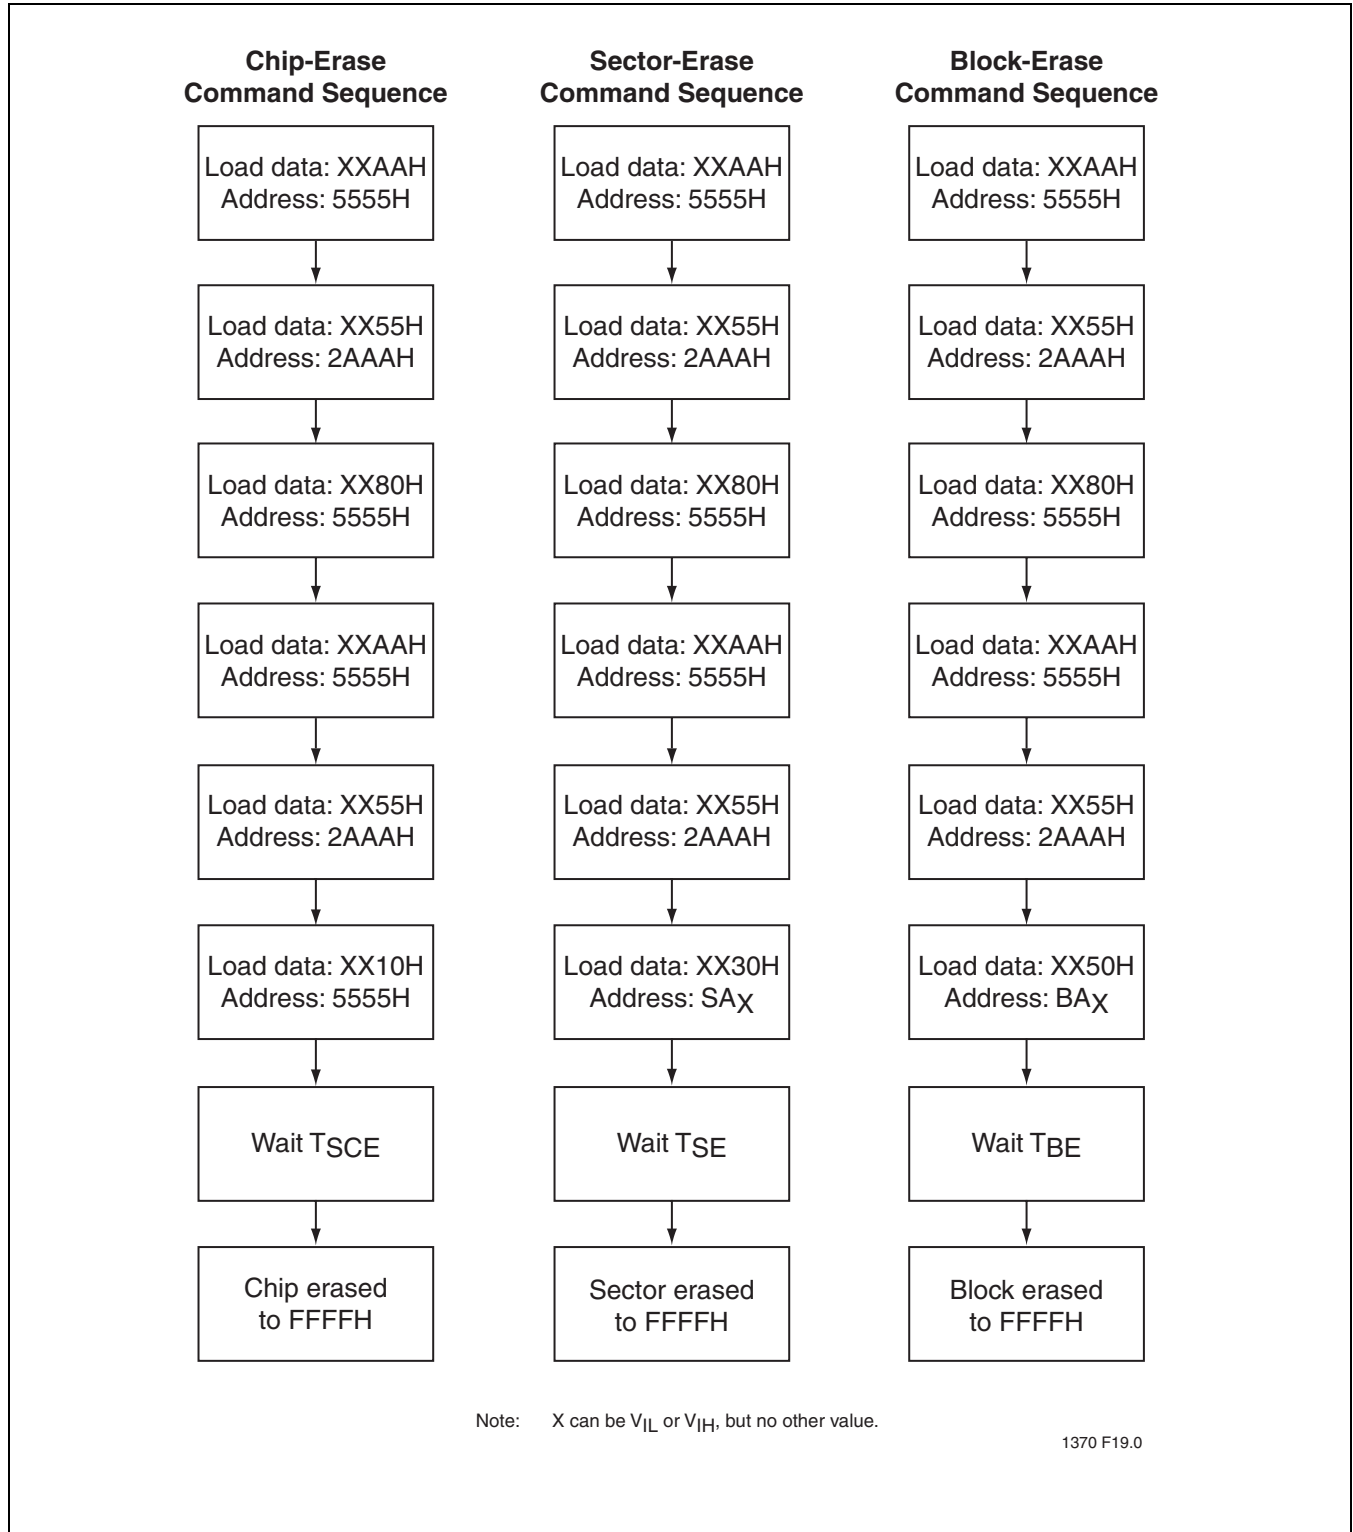 Chip-Erase
Command Sequence
Load data: XXAAH
Address: 5555H
Load data: XX55H
Address: 2AAAH
Load data: XX80H
Address: 5555H
Load data: XXAAH
Address: 5555H
Load data: XX55H
Address: 2AAAH
Load data: XX10H
Address: 5555H
Wait TSCE
Chip erased
to FFFFH
Sector-Erase
Command Sequence
Load data: XXAAH
Address: 5555H
Load data: XX55H
Address: 2AAAH
Load data: XX80H
Address: 5555H
Load data: XXAAH
Address: 5555H
Load data: XX55H
Address: 2AAAH
Load data: XX30H
Address: SAX
Wait TSE
Sector erased
to FFFFH
Block-Erase
Command Sequence
Load data: XXAAH
Address: 5555H
Load data: XX55H
Address: 2AAAH
Load data: XX80H
Address: 5555H
Load data: XXAAH
Address: 5555H
Load data: XX55H
Address: 2AAAH
Load data: XX50H
Address: BAX
Wait TBE
Block erased
to FFFFH
Note: X can be VIL or VIH, but no other value.
1370 F19.0